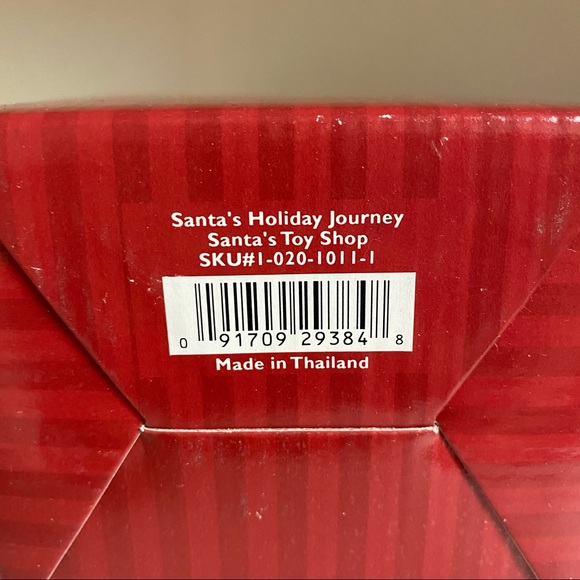 Santa's Holiday Journey
Santa's Toy Shop
SKU#1-020-1011-1
0 91709 29384 8
Made in Thailand